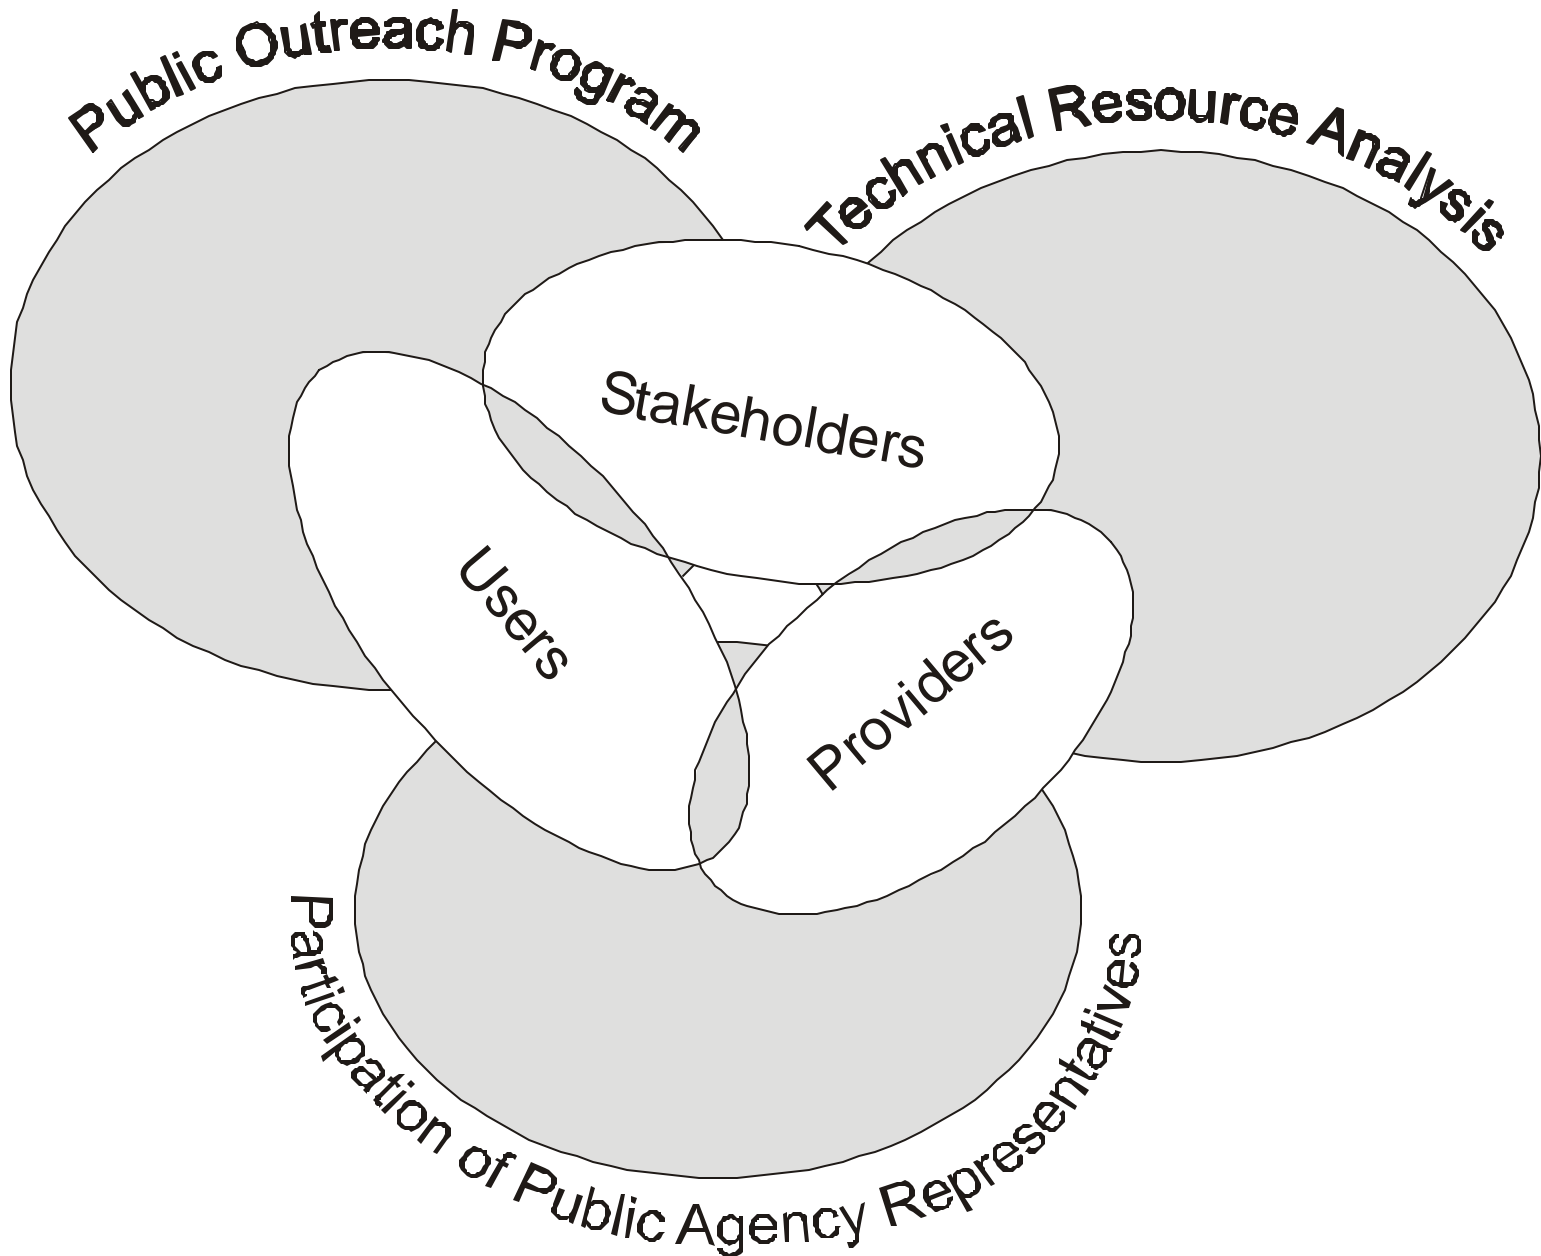 Public Outreach Program
Technical Resource Analysis
Stakeholders
Users
Providers
Participation of Public Agency Representatives